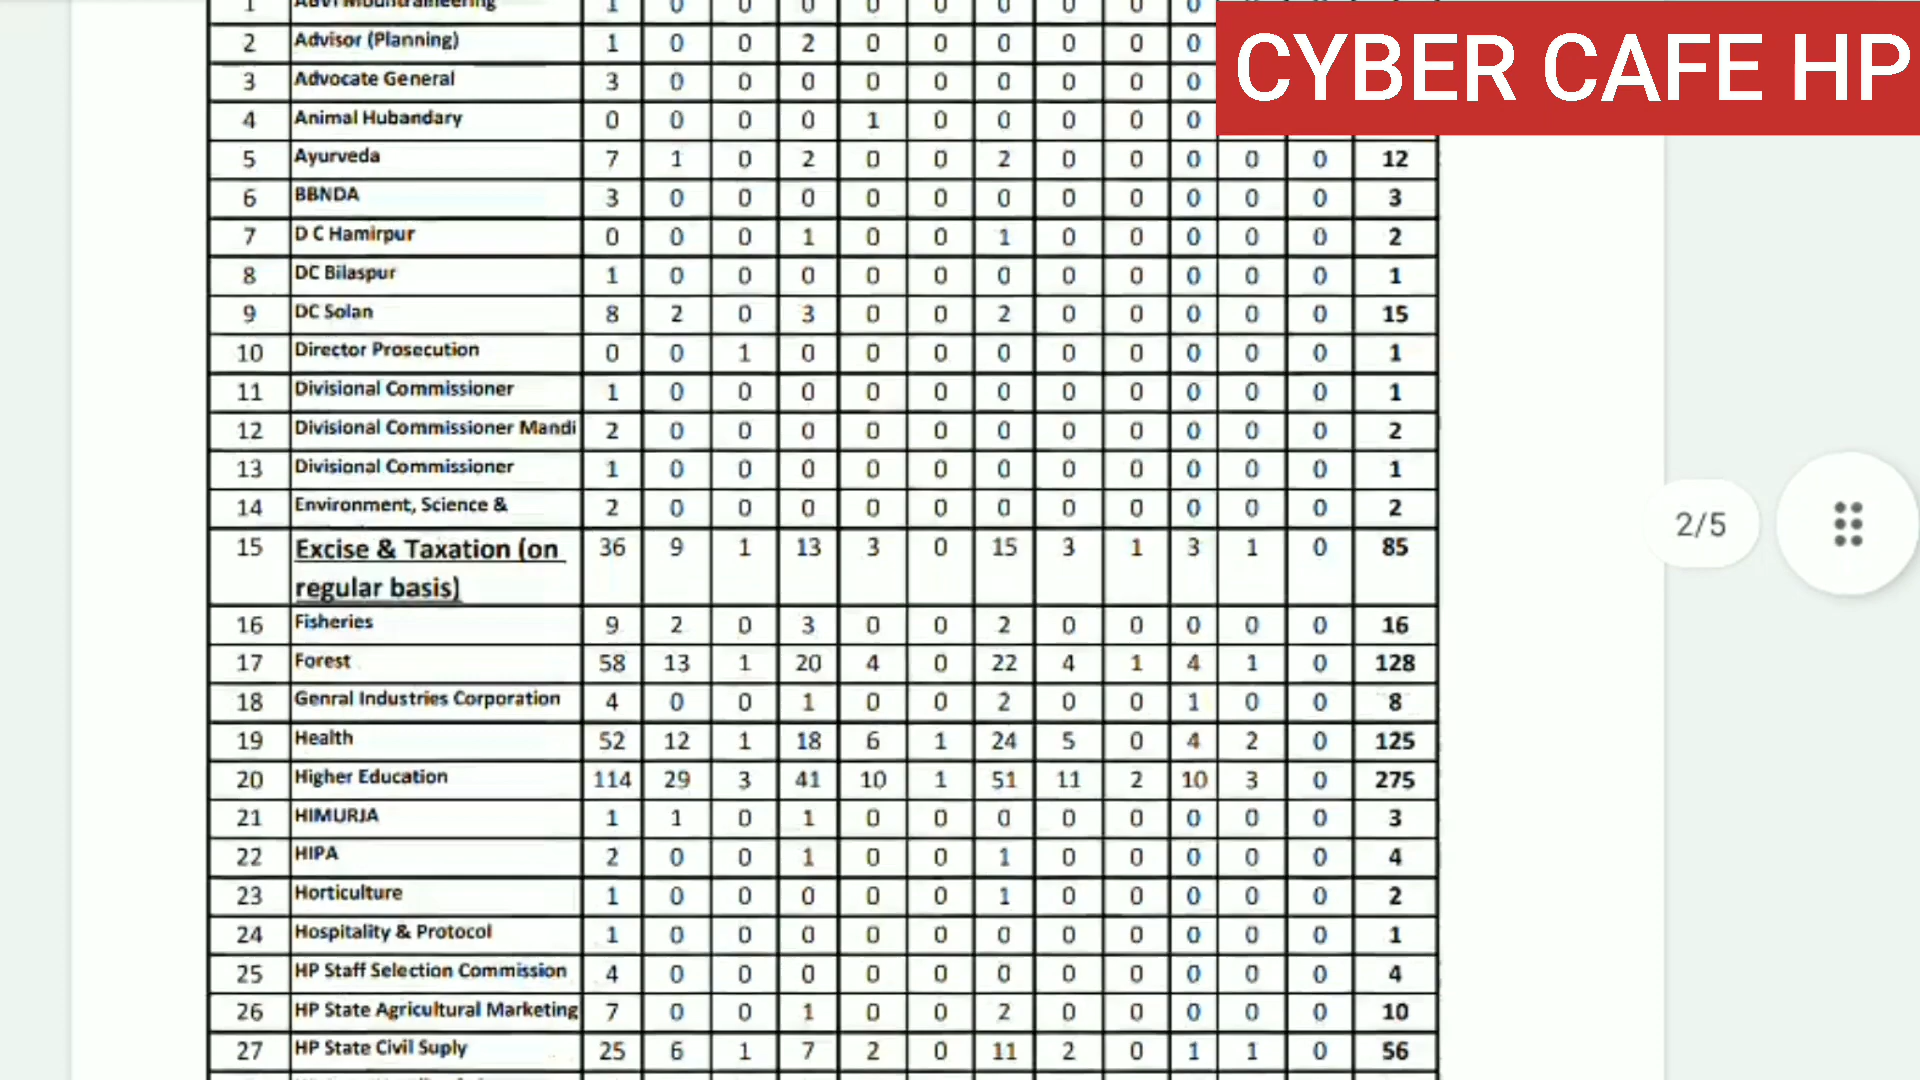 1 AGVI Mountraineering 1 0 0 0 0 0 0 0 0 0
CYBER CAFE HP
2 Advisor (Planning) 1 0 0 2 0 0 0 0 0 0
3 Advocate General 3 0 0 0 0 0 0 0 0 0
4 Animal Hubandary 0 0 0 0 1 0 0 0 0 0
5 Ayurveda 7 1 0 2 0 0 2 0 0 0 0 0 12
6 BBNDA 3 0 0 0 0 0 0 0 0 0 0 0 3
7 D C Hamirpur 0 0 0 1 0 0 1 0 0 0 0 0 2
8 DC Bilaspur 1 0 0 0 0 0 0 0 0 0 0 0 1
9 DC Solan 8 2 0 3 0 0 2 0 0 0 0 0 15
10 Director Prosecution 0 0 1 0 0 0 0 0 0 0 0 0 1
11 Divisional Commissioner 1 0 0 0 0 0 0 0 0 0 0 0 1
12 Divisional Commissioner Mandi 2 0 0 0 0 0 0 0 0 0 0 0 2
13 Divisional Commissioner 1 0 0 0 0 0 0 0 0 0 0 0 1
14 Environment, Science & 2 0 0 0 0 0 0 0 0 0 0 0 2
2/5
15 Excise & Taxation (on 36 9 1 13 3 0 15 3 1 3 1 0 85
regular basis)
16 Fisheries 9 2 0 3 0 0 2 0 0 0 0 0 16
17 Forest 58 13 1 20 4 0 22 4 1 4 1 0 128
18 Genral Industries Corporation 4 0 0 1 0 0 2 0 0 1 0 0 8
19 Health 52 12 1 18 6 1 24 5 0 4 2 0 125
20 Higher Education 114 29 3 41 10 1 51 11 2 10 3 0 275
21 HIMURJA 1 1 0 1 0 0 0 0 0 0 0 0 3
22 HIPA 2 0 0 1 0 0 1 0 0 0 0 0 4
23 Horticulture 1 0 0 0 0 0 1 0 0 0 0 0 2
24 Hospitality & Protocol 1 0 0 0 0 0 0 0 0 0 0 0 1
25 HP Staff Selection Commission 4 0 0 0 0 0 0 0 0 0 0 0 4
26 HP State Agricultural Marketing 7 0 0 1 0 0 2 0 0 0 0 0 10
27 HP State Civil Suply 25 6 1 7 2 0 11 2 0 1 1 0 56